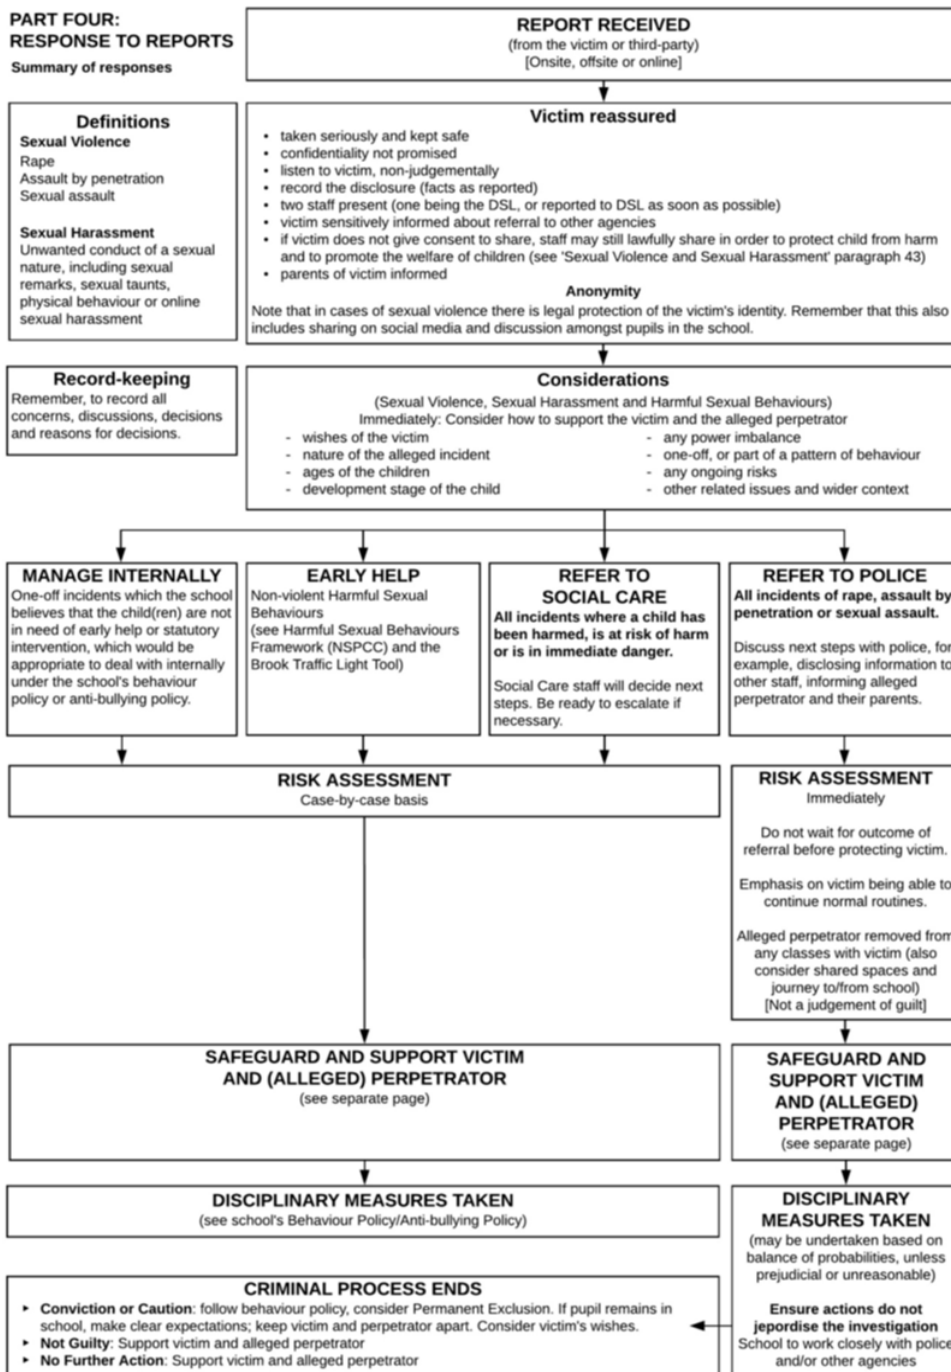 PART FOUR:
RESPONSE TO REPORTS
Summary of responses
REPORT RECEIVED
(from the victim or third-party)
[Onsite, offsite or online]
Definitions
Sexual Violence
Rape
Assault by penetration
Sexual assault
Sexual Harassment
Unwanted conduct of a sexual
nature, including sexual
remarks, sexual taunts,
physical behaviour or online
sexual harassment
Victim reassured
• taken seriously and kept safe
• confidentiality not promised
• listen to victim, non-judgementally
• record the disclosure (facts as reported)
• two staff present (one being the DSL, or reported to DSL as soon as possible)
• victim sensitively informed about referral to other agencies
• if victim does not give consent to share, staff may still lawfully share in order to protect child from harm
and to promote the welfare of children (see 'Sexual Violence and Sexual Harassment' paragraph 43)
• parents of victim informed
Anonymity
Note that in cases of sexual violence there is legal protection of the victim's identity. Remember that this also
includes sharing on social media and discussion amongst pupils in the school.
Record-keeping
Remember, to record all
concerns, discussions, decisions
and reasons for decisions.
Considerations
(Sexual Violence, Sexual Harassment and Harmful Sexual Behaviours)
Immediately: Consider how to support the victim and the alleged perpetrator
- wishes of the victim
- nature of the alleged incident
- ages of the children
- development stage of the child
- any power imbalance
- one-off, or part of a pattern of behaviour
- any ongoing risks
- other related issues and wider context
MANAGE INTERNALLY
One-off incidents which the school
believes that the child(ren) are not
in need of early help or statutory
intervention, which would be
appropriate to deal with internally
under the school's behaviour
policy or anti-bullying policy.
EARLY HELP
Non-violent Harmful Sexual
Behaviours
(see Harmful Sexual Behaviours
Framework (NSPCC) and the
Brook Traffic Light Tool)
REFER TO
SOCIAL CARE
All incidents where a child has
been harmed, is at risk of harm
or is in immediate danger.
Social Care staff will decide next
steps. Be ready to escalate if
necessary.
REFER TO POLICE
All incidents of rape, assault by
penetration or sexual assault.
Discuss next steps with police, for
example, disclosing information to
other staff, informing alleged
perpetrator and their parents.
RISK ASSESSMENT
Case-by-case basis
RISK ASSESSMENT
Immediately
Do not wait for outcome of
referral before protecting victim.
Emphasis on victim being able to
continue normal routines.
Alleged perpetrator removed from
any classes with victim (also
consider shared spaces and
journey to/from school)
[Not a judgement of guilt]
SAFEGUARD AND SUPPORT VICTIM
AND (ALLEGED) PERPETRATOR
(see separate page)
SAFEGUARD AND
SUPPORT VICTIM
AND (ALLEGED)
PERPETRATOR
(see separate page)
DISCIPLINARY MEASURES TAKEN
(see school's Behaviour Policy/Anti-bullying Policy)
DISCIPLINARY
MEASURES TAKEN
(may be undertaken based on
balance of probabilities, unless
prejudicial or unreasonable)
Ensure actions do not
jepordise the investigation
School to work closely with police
and/or other agencies
CRIMINAL PROCESS ENDS
▸ Conviction or Caution: follow behaviour policy, consider Permanent Exclusion. If pupil remains in
school, make clear expectations; keep victim and perpetrator apart. Consider victim's wishes.
▸ Not Guilty: Support victim and alleged perpetrator
▸ No Further Action: Support victim and alleged perpetrator